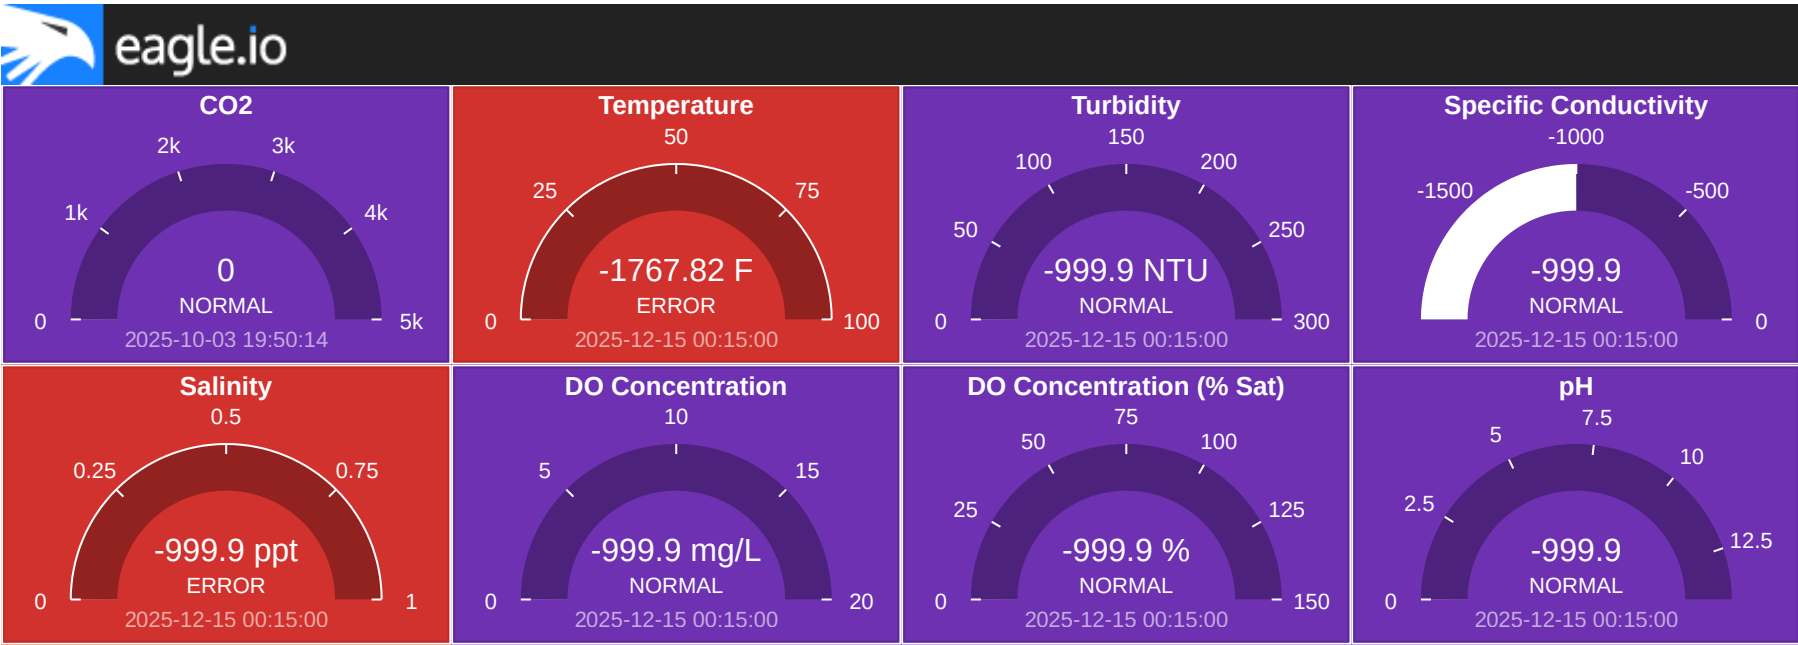 eagle.io
CO2
2k 3k
1k 4k
0
NORMAL
0 5k
2025-10-03 19:50:14
Temperature
50
25 75
-1767.82 F
ERROR
0 100
2025-12-15 00:15:00
Turbidity
150
100 200
50 250
-999.9 NTU
NORMAL
0 300
2025-12-15 00:15:00
Specific Conductivity
-1000
-1500 -500
-999.9
NORMAL
0
2025-12-15 00:15:00
Salinity
0.5
0.25 0.75
-999.9 ppt
ERROR
0 1
2025-12-15 00:15:00
DO Concentration
10
5 15
-999.9 mg/L
NORMAL
0 20
2025-12-15 00:15:00
DO Concentration (% Sat)
75
50 100
25 125
-999.9 %
NORMAL
0 150
2025-12-15 00:15:00
pH
7.5
5 10
2.5 12.5
-999.9
NORMAL
0
2025-12-15 00:15:00